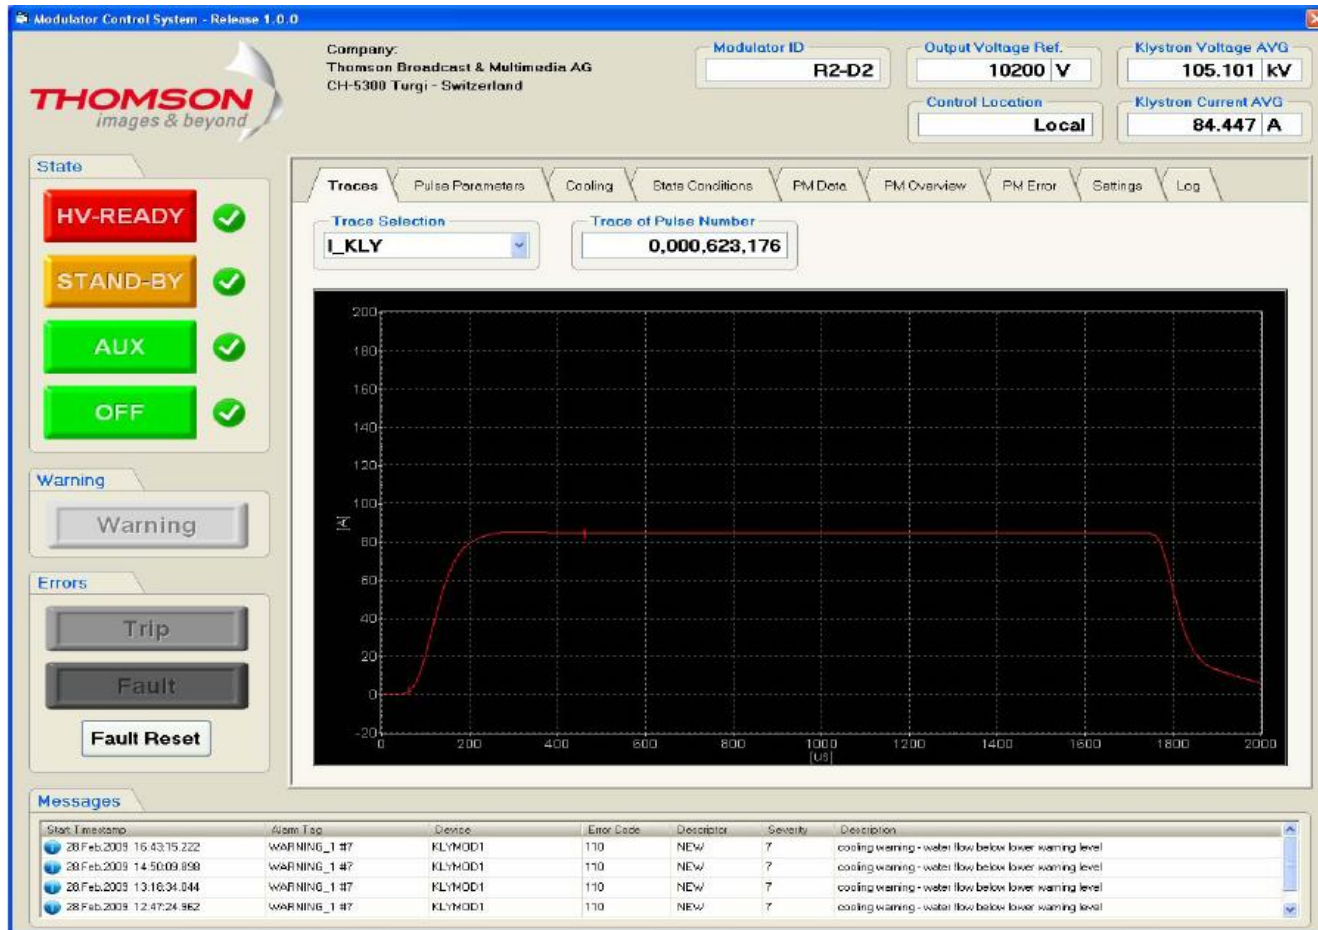 Modulator Control System - Release 1.0.0
THOMSON
images & beyond
Company:
Thomson Broadcast & Multimedia AG
CH-5300 Turgi - Switzerland
Modulator ID
R2-D2
Output Voltage Ref.
10200 V
Klystron Voltage AVG
105.101 kV
Control Location
Local
Klystron Current AVG
84.447 A
State
HV-READY
STAND-BY
AUX
OFF
Warning
Warning
Errors
Trip
Fault
Fault Reset
Traces Pulse Parameters Cooling State Conditions PM Data PM Overview PM Error Settings Log
Trace Selection
I_KLY
Trace of Pulse Number
0,000,623,176
200
180
160
140
120
100
80
60
40
20
0
-20
[A]
0 200 400 600 800 1000 1200 1400 1600 1800 2000
[us]
Messages
Start Timestamp Alarm Tag Device Error Code Descriptor Severity Description
28.Feb.2009 16:43:15.222 WARNING_1 #7 KLYMOD1 110 NEW 7 cooling warning - water flow below lower warning level
28.Feb.2009 14:50:09.898 WARNING_1 #7 KLYMOD1 110 NEW 7 cooling warning - water flow below lower warning level
28.Feb.2009 13:18:34.044 WARNING_1 #7 KLYMOD1 110 NEW 7 cooling warning - water flow below lower warning level
28.Feb.2009 12:47:24.962 WARNING_1 #7 KLYMOD1 110 NEW 7 cooling warning - water flow below lower warning level